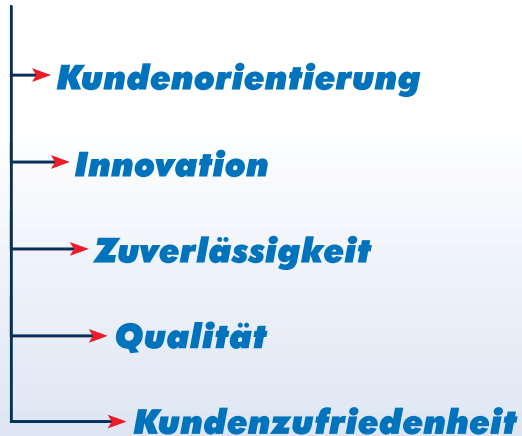 Kundenorientierung
Innovation
Zuverlässigkeit
Qualität
Kundenzufriedenheit